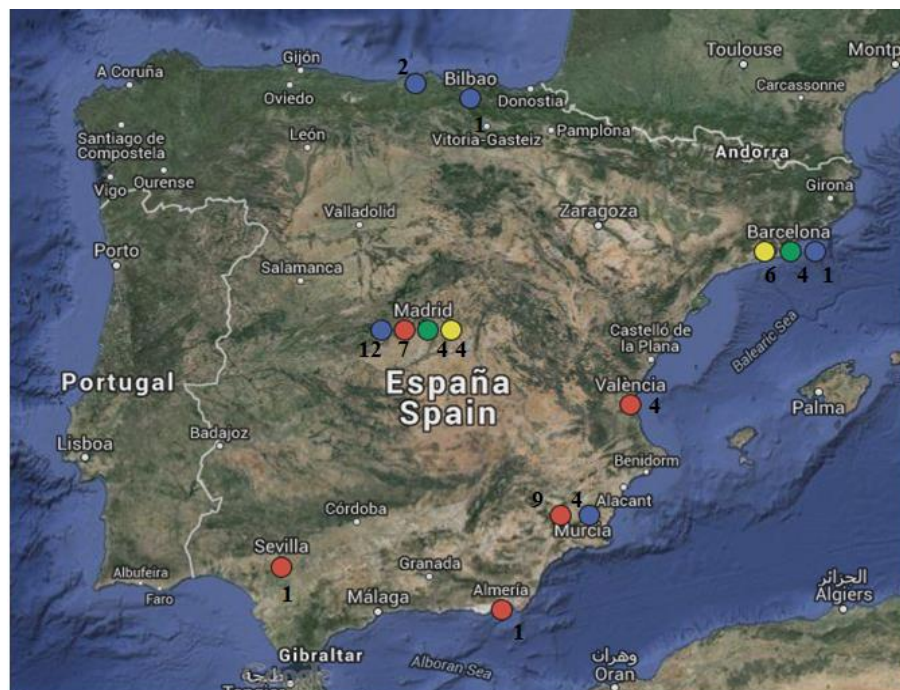 Toulouse
Montp
Gijón
A Coruña
2
Bilbao
Carcassonne
Oviedo
Donostia
1
Santiago de
Compostela
León
Vitoria-Gasteiz
Pamplona
Andorra
Vigo
Ourense
Girona
Valladolid
Zaragoza
Barcelona
Porto
Salamanca
6
4
1
Madrid
12
7
4
4
Castelló de
la Plana
Balearic Sea
Portugal
España
Spain
València
4
Palma
Lisboa
Badajoz
Benidorm
9
4
Alacant
Córdoba
Murcia
Sevilla
Granada
Albufeira
Faro
1
Málaga
Almería
1
الجزائر
Algiers
Gibraltar
Alboran Sea
وهران
Oran
طنجة